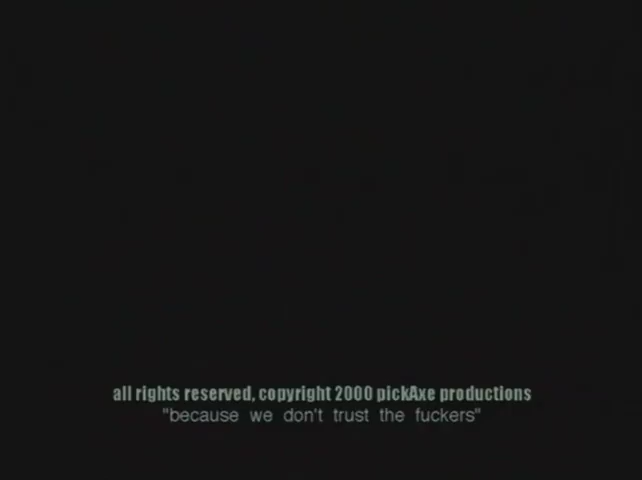 all rights reserved, copyright 2000 pickAxe productions
"because we don't trust the fuckers"